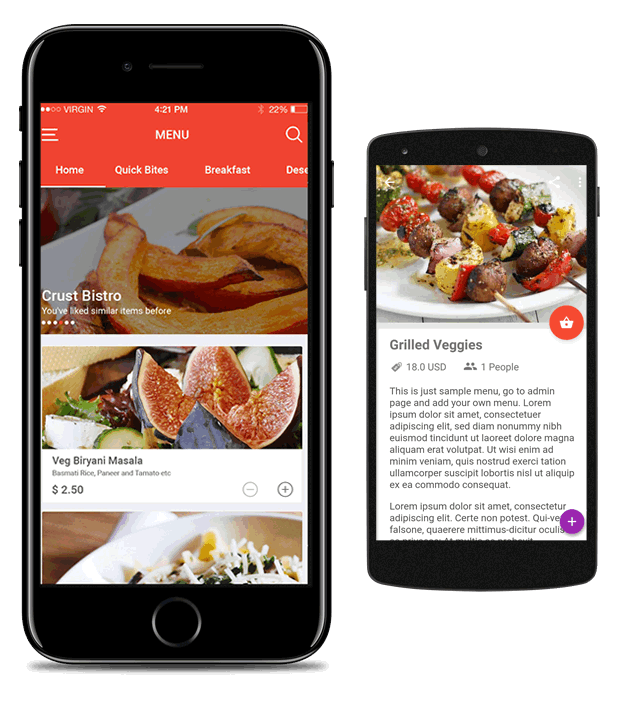 VIRGIN 4:21 PM 22%
MENU
Home Quick Bites Breakfast Dese
Crust Bistro
You've liked similar items before
Veg Biryani Masala
Basmati Rice, Paneer and Tamato etc
$ 2.50
Grilled Veggies
18.0 USD 1 People
This is just sample menu, go to admin
page and add your own menu. Lorem
ipsum dolor sit amet, consectetuer
adipiscing elit, sed diam nonummy nibh
euismod tincidunt ut laoreet dolore magna
aliquam erat volutpat. Ut wisi enim ad
minim veniam, quis nostrud exerci tation
ullamcorper suscipit lobortis nisl ut aliquip
ex ea commodo consequat.
Lorem ipsum dolor sit amet, consectetur
adipiscing elit. Certe non potest. Qui-ve
falsone, quaerere mittimus-dicitur oculis